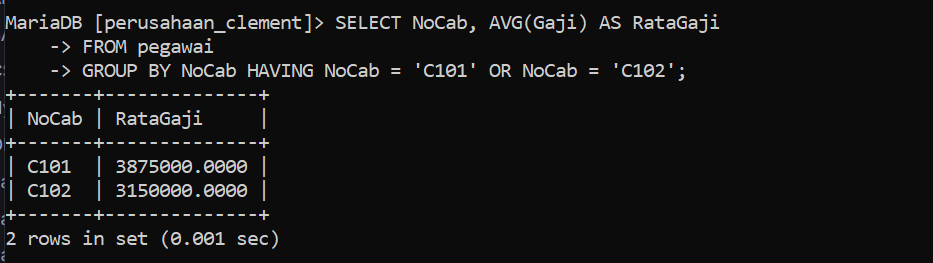 MariaDB [perusahaan_clement]> SELECT NoCab, AVG(Gaji) AS RataGaji
    -> FROM pegawai
    -> GROUP BY NoCab HAVING NoCab = 'C101' OR NoCab = 'C102';
+-------+--------------+
| NoCab | RataGaji     |
+-------+--------------+
| C101  | 3875000.0000 |
| C102  | 3150000.0000 |
+-------+--------------+
2 rows in set (0.001 sec)